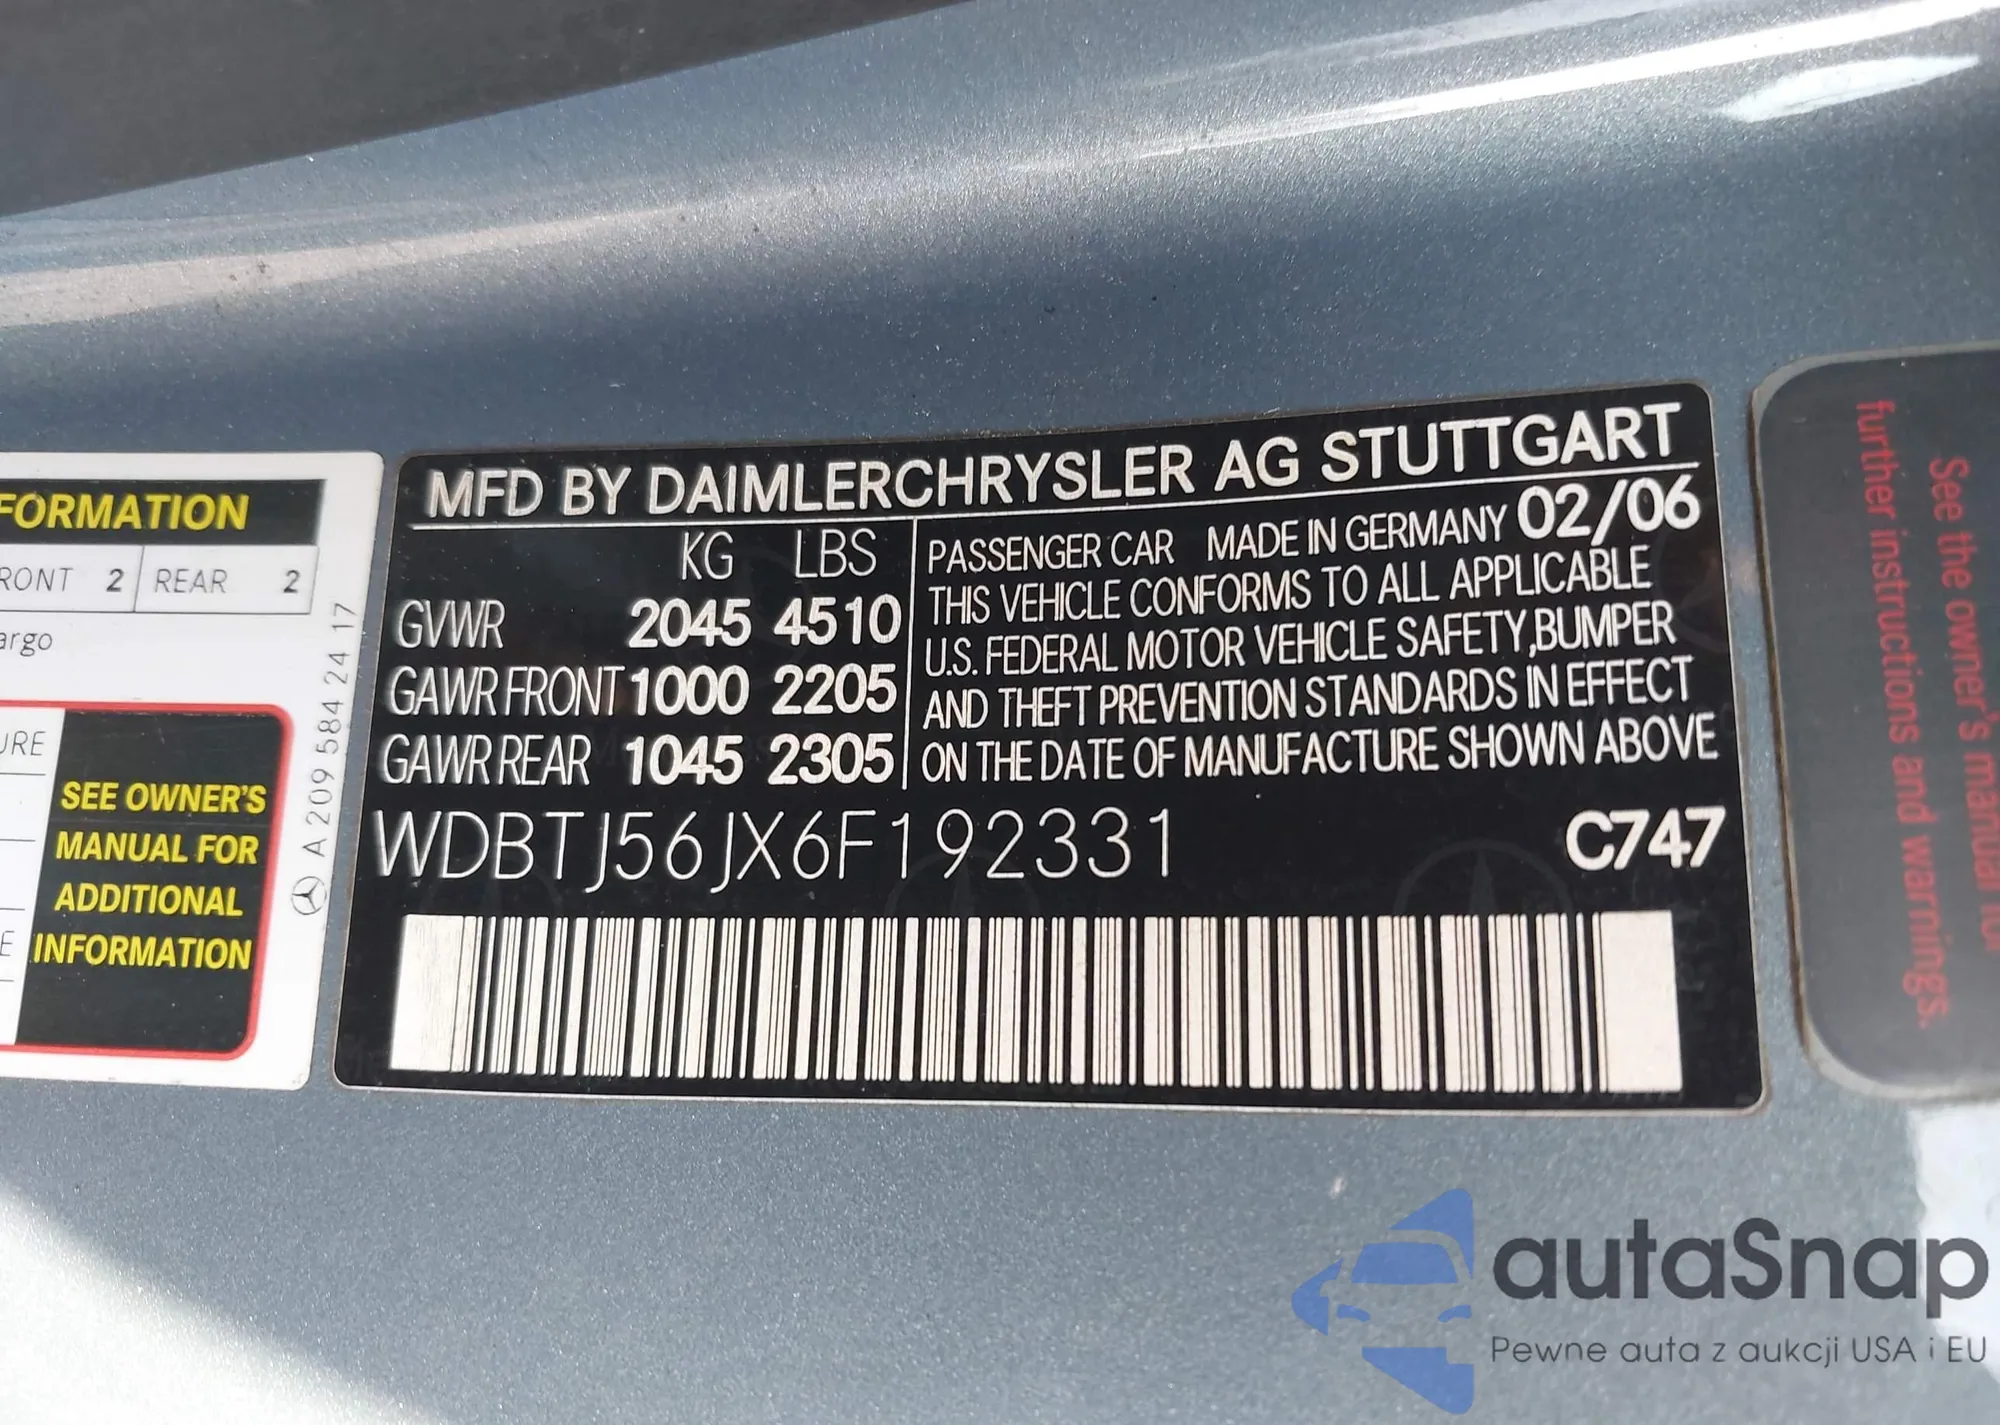 FORMATION
RONT 2 REAR 2
argo
URE
E
SEE OWNER'S
MANUAL FOR
ADDITIONAL
INFORMATION
A 209 584 24 17
MFD BY DAIMLERCHRYSLER AG STUTTGART
KG LBS
GVWR 2045 4510
GAWR FRONT 1000 2205
GAWR REAR 1045 2305
PASSENGER CAR MADE IN GERMANY 02/06
THIS VEHICLE CONFORMS TO ALL APPLICABLE
U.S. FEDERAL MOTOR VEHICLE SAFETY,BUMPER
AND THEFT PREVENTION STANDARDS IN EFFECT
ON THE DATE OF MANUFACTURE SHOWN ABOVE
WDBTJ56JX6F192331 C747
See the owner's manual for
further instructions and warnings.
autaSnap
Pewne auta z aukcji USA i EU